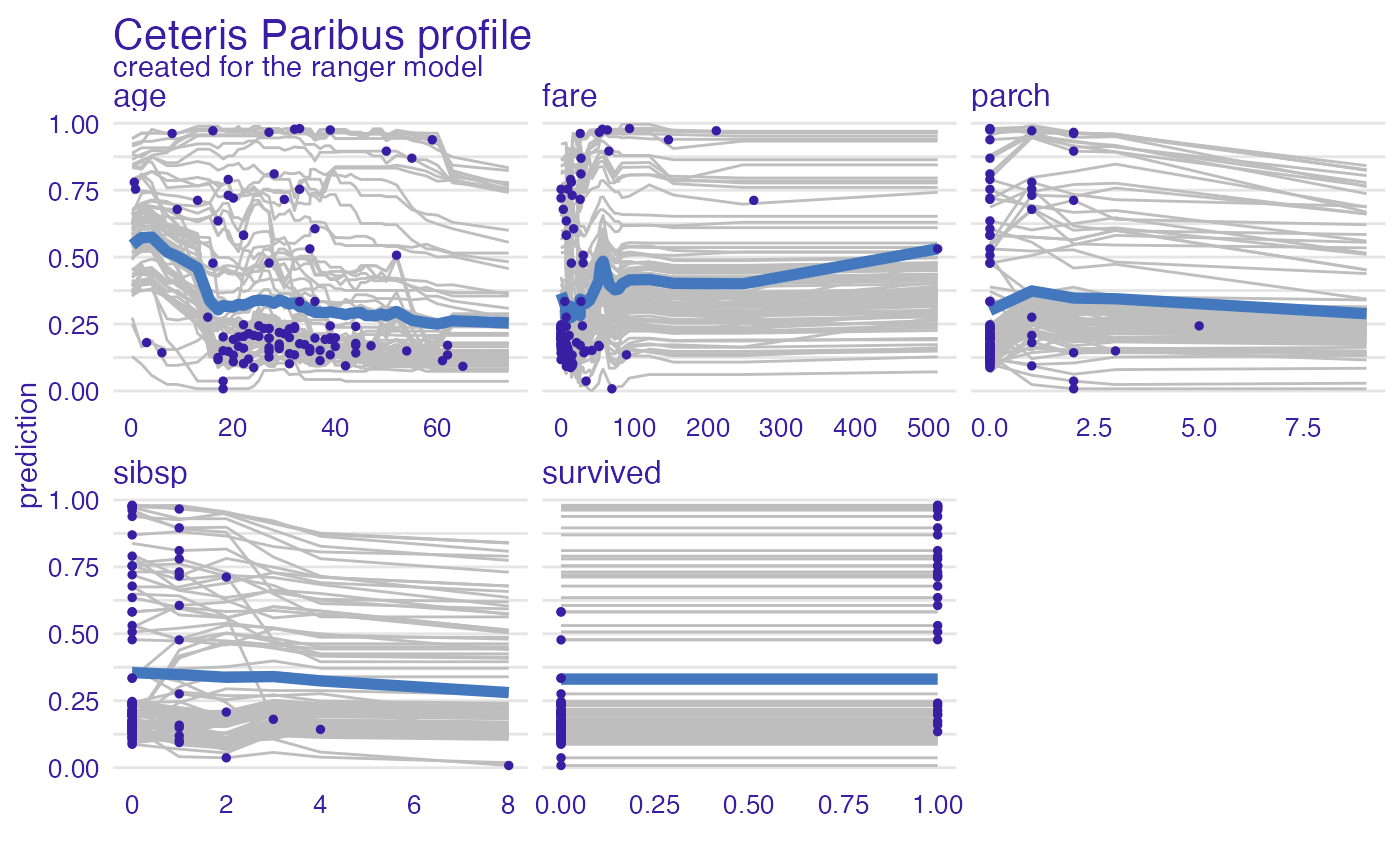 Ceteris Paribus profile
created for the ranger model
age fare parch
1.00
0.75
0.50
0.25
0.00
0 20 40 60 0 100 200 300 400 500 0.0 2.5 5.0 7.5
prediction
sibsp survived
1.00
0.75
0.50
0.25
0.00
0 2 4 6 8 0.00 0.25 0.50 0.75 1.00